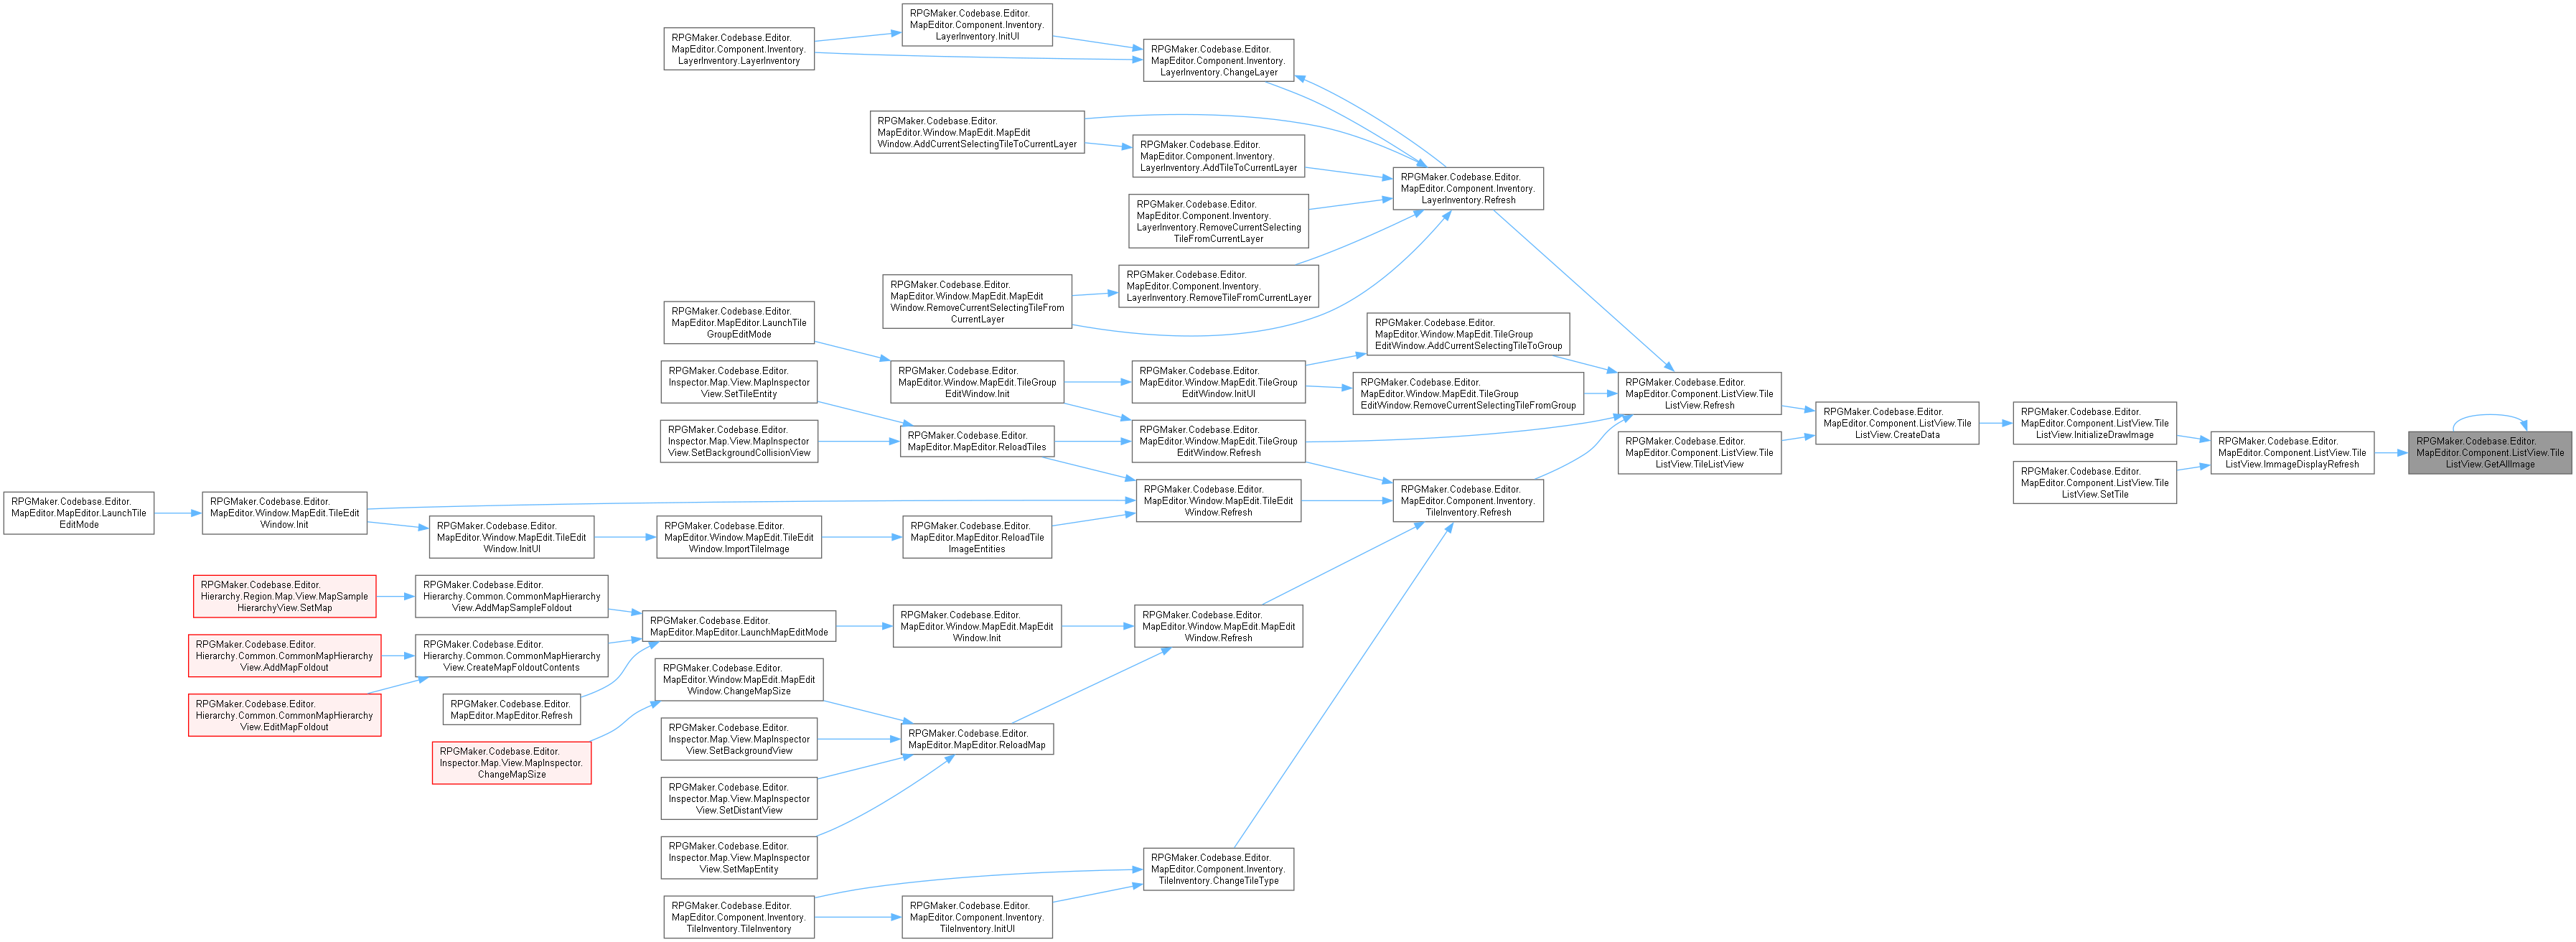 RPGMaker.Codebase.Editor.
MapEditor.Component.Inventory.
LayerInventory.InitUI
RPGMaker.Codebase.Editor.
MapEditor.Component.Inventory.
LayerInventory.LayerInventory
RPGMaker.Codebase.Editor.
MapEditor.Component.Inventory.
LayerInventory.ChangeLayer
RPGMaker.Codebase.Editor.
MapEditor.Window.MapEdit.MapEdit
Window.AddCurrentSelectingTileToCurrentLayer
RPGMaker.Codebase.Editor.
MapEditor.Component.Inventory.
LayerInventory.AddTileToCurrentLayer
RPGMaker.Codebase.Editor.
MapEditor.Component.Inventory.
LayerInventory.Refresh
RPGMaker.Codebase.Editor.
MapEditor.Component.Inventory.
LayerInventory.RemoveCurrentSelecting
TileFromCurrentLayer
RPGMaker.Codebase.Editor.
MapEditor.Component.Inventory.
LayerInventory.RemoveTileFromCurrentLayer
RPGMaker.Codebase.Editor.
MapEditor.Window.MapEdit.MapEdit
Window.RemoveCurrentSelectingTileFrom
CurrentLayer
RPGMaker.Codebase.Editor.
MapEditor.MapEditor.LaunchTile
GroupEditMode
RPGMaker.Codebase.Editor.
MapEditor.Window.MapEdit.TileGroup
EditWindow.AddCurrentSelectingTileToGroup
RPGMaker.Codebase.Editor.
Inspector.Map.View.MapInspector
View.SetTileEntity
RPGMaker.Codebase.Editor.
MapEditor.Window.MapEdit.TileGroup
EditWindow.Init
RPGMaker.Codebase.Editor.
MapEditor.Window.MapEdit.TileGroup
EditWindow.InitUI
RPGMaker.Codebase.Editor.
MapEditor.Window.MapEdit.TileGroup
EditWindow.RemoveCurrentSelectingTileFromGroup
RPGMaker.Codebase.Editor.
MapEditor.Component.ListView.Tile
ListView.Refresh
RPGMaker.Codebase.Editor.
Inspector.Map.View.MapInspector
View.SetBackgroundCollisionView
RPGMaker.Codebase.Editor.
MapEditor.MapEditor.ReloadTiles
RPGMaker.Codebase.Editor.
MapEditor.Window.MapEdit.TileGroup
EditWindow.Refresh
RPGMaker.Codebase.Editor.
MapEditor.Component.ListView.Tile
ListView.TileListView
RPGMaker.Codebase.Editor.
MapEditor.Component.ListView.Tile
ListView.CreateData
RPGMaker.Codebase.Editor.
MapEditor.Component.ListView.Tile
ListView.InitializeDrawImage
RPGMaker.Codebase.Editor.
MapEditor.Component.ListView.Tile
ListView.SetTile
RPGMaker.Codebase.Editor.
MapEditor.Component.ListView.Tile
ListView.ImmageDisplayRefresh
RPGMaker.Codebase.Editor.
MapEditor.Component.ListView.Tile
ListView.GetAllImage
RPGMaker.Codebase.Editor.
MapEditor.MapEditor.LaunchTile
EditMode
RPGMaker.Codebase.Editor.
MapEditor.Window.MapEdit.TileEdit
Window.Init
RPGMaker.Codebase.Editor.
MapEditor.Window.MapEdit.TileEdit
Window.InitUI
RPGMaker.Codebase.Editor.
MapEditor.Window.MapEdit.TileEdit
Window.ImportTileImage
RPGMaker.Codebase.Editor.
MapEditor.MapEditor.ReloadTile
ImageEntities
RPGMaker.Codebase.Editor.
MapEditor.Window.MapEdit.TileEdit
Window.Refresh
RPGMaker.Codebase.Editor.
MapEditor.Component.Inventory.
TileInventory.Refresh
RPGMaker.Codebase.Editor.
Hierarchy.Region.Map.View.MapSample
HierarchyView.SetMap
RPGMaker.Codebase.Editor.
Hierarchy.Common.CommonMapHierarchy
View.AddMapSampleFoldout
RPGMaker.Codebase.Editor.
MapEditor.MapEditor.LaunchMapEditMode
RPGMaker.Codebase.Editor.
MapEditor.Window.MapEdit.MapEdit
Window.Init
RPGMaker.Codebase.Editor.
MapEditor.Window.MapEdit.MapEdit
Window.Refresh
RPGMaker.Codebase.Editor.
Hierarchy.Common.CommonMapHierarchy
View.AddMapFoldout
RPGMaker.Codebase.Editor.
Hierarchy.Common.CommonMapHierarchy
View.CreateMapFoldoutContents
RPGMaker.Codebase.Editor.
Hierarchy.Common.CommonMapHierarchy
View.EditMapFoldout
RPGMaker.Codebase.Editor.
MapEditor.MapEditor.Refresh
RPGMaker.Codebase.Editor.
MapEditor.Window.MapEdit.MapEdit
Window.ChangeMapSize
RPGMaker.Codebase.Editor.
Inspector.Map.View.MapInspector.
ChangeMapSize
RPGMaker.Codebase.Editor.
Inspector.Map.View.MapInspector
View.SetBackgroundView
RPGMaker.Codebase.Editor.
MapEditor.MapEditor.ReloadMap
RPGMaker.Codebase.Editor.
Inspector.Map.View.MapInspector
View.SetDistantView
RPGMaker.Codebase.Editor.
Inspector.Map.View.MapInspector
View.SetMapEntity
RPGMaker.Codebase.Editor.
MapEditor.Component.Inventory.
TileInventory.ChangeTileType
RPGMaker.Codebase.Editor.
MapEditor.Component.Inventory.
TileInventory.TileInventory
RPGMaker.Codebase.Editor.
MapEditor.Component.Inventory.
TileInventory.InitUI